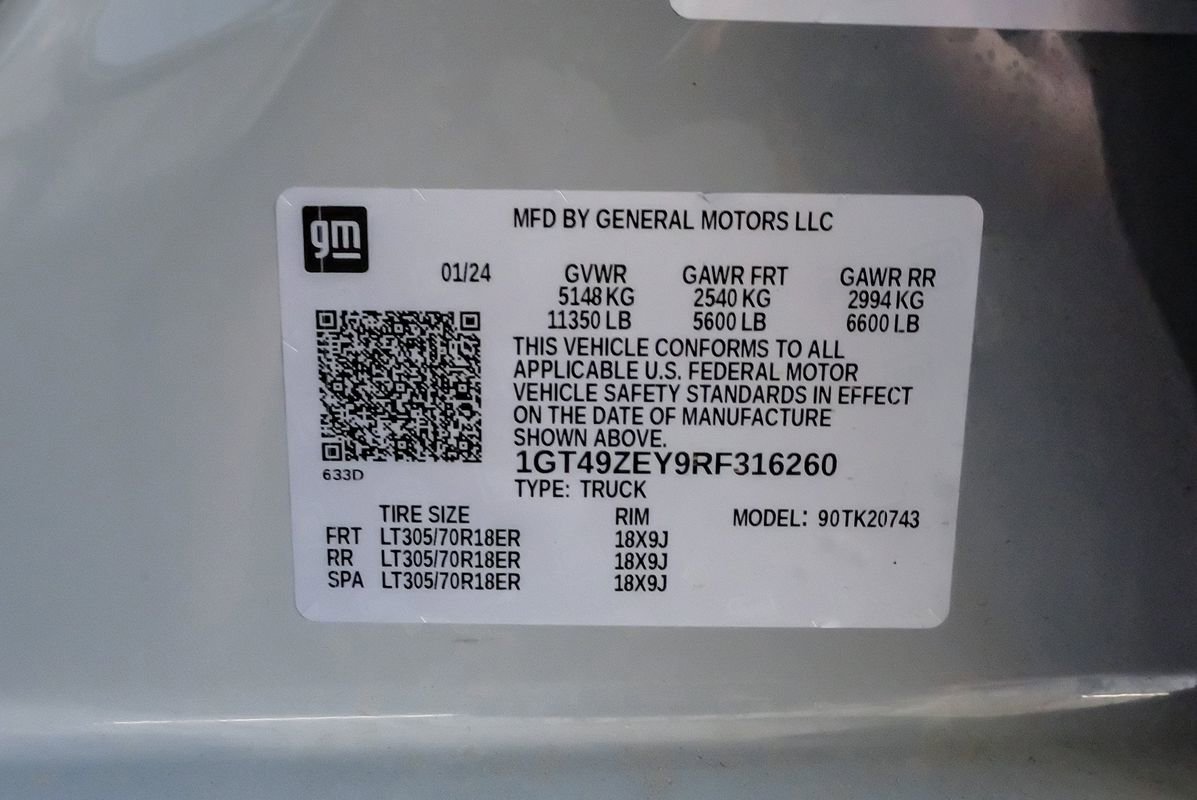 gm
MFD BY GENERAL MOTORS LLC
01/24 GVWR GAWR FRT GAWR RR
5148 KG 2540 KG 2994 KG
11350 LB 5600 LB 6600 LB
THIS VEHICLE CONFORMS TO ALL
APPLICABLE U.S. FEDERAL MOTOR
VEHICLE SAFETY STANDARDS IN EFFECT
ON THE DATE OF MANUFACTURE
SHOWN ABOVE.
1GT49ZEY9RF316260
633D
TYPE: TRUCK
TIRE SIZE RIM MODEL: 90TK20743
FRT LT305/70R18ER 18X9J
RR LT305/70R18ER 18X9J
SPA LT305/70R18ER 18X9J